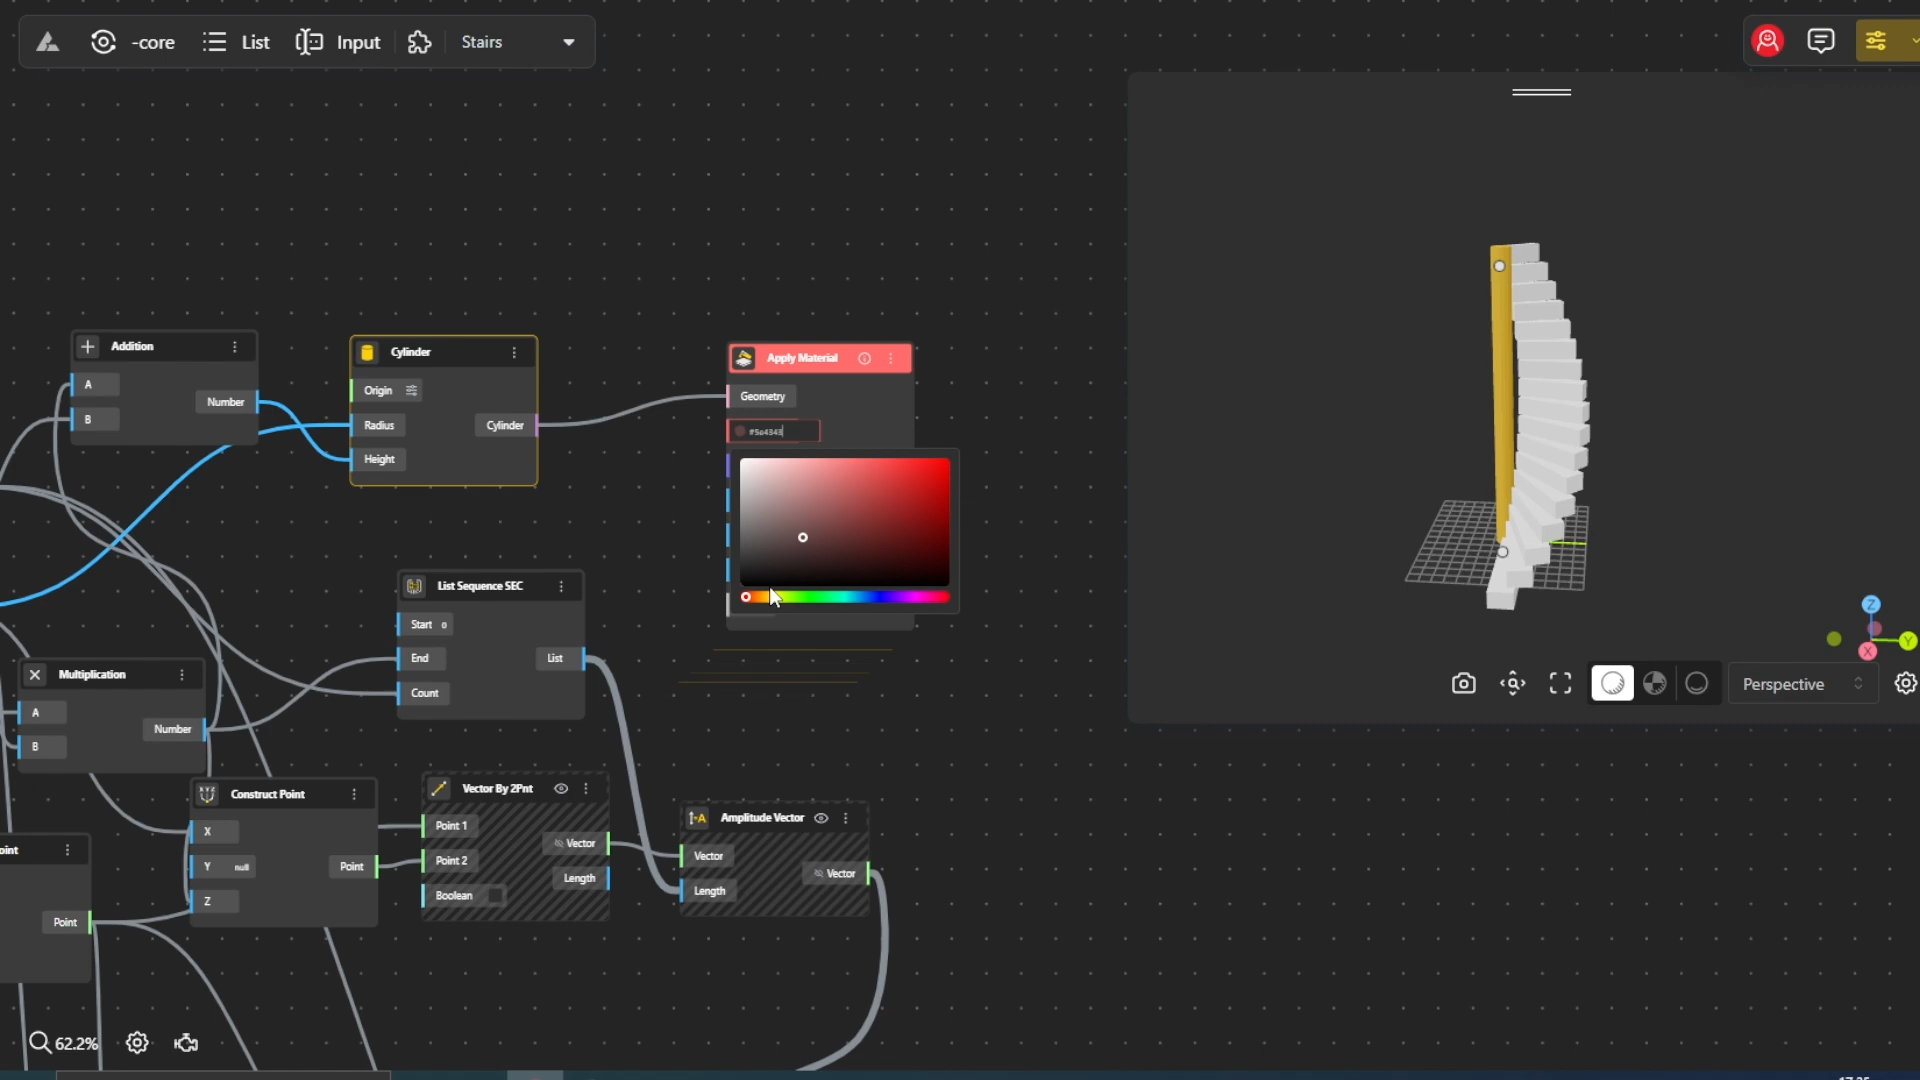 -core List Input Stairs
Addition
A
B
Number
Cylinder
Origin
Radius
Height
Cylinder
Apply Material
Geometry
#5a4343
List Sequence SEC
Start 0
End
Count
List
Multiplication
A
B
Number
Construct Point
X
Y null
Z
Point
Vector By 2Pnt
Point 1
Point 2
Boolean
Vector
Length
Amplitude Vector
Vector
Length
Vector
oint
Point
Z
Y
X
Perspective
62.2%